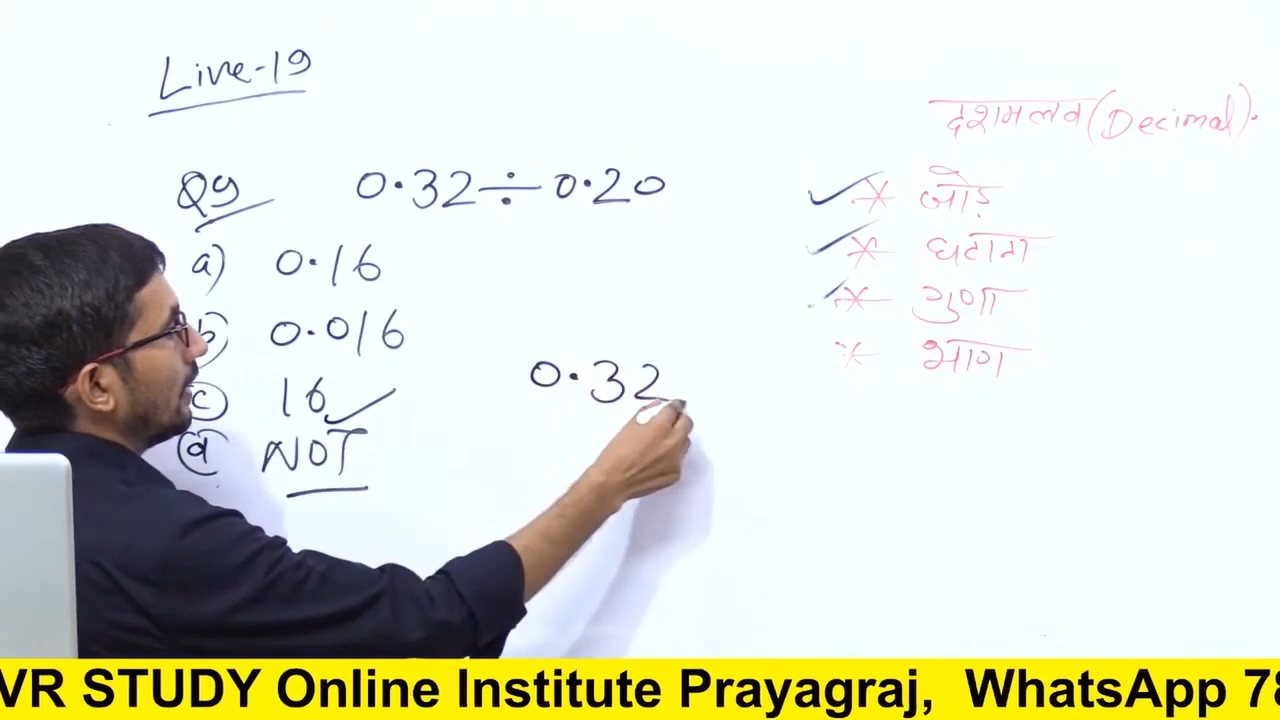 Live-19
Q9 0.32 ÷ 0.20
a) 0.16
b) 0.016
c) 16 ✓
d) NOT
0.32
दशमलव (Decimal).
✓ * जोड़
✓ * घटाना
✓ * गुणा
* भाग
VR STUDY Online Institute Prayagraj, WhatsApp 78